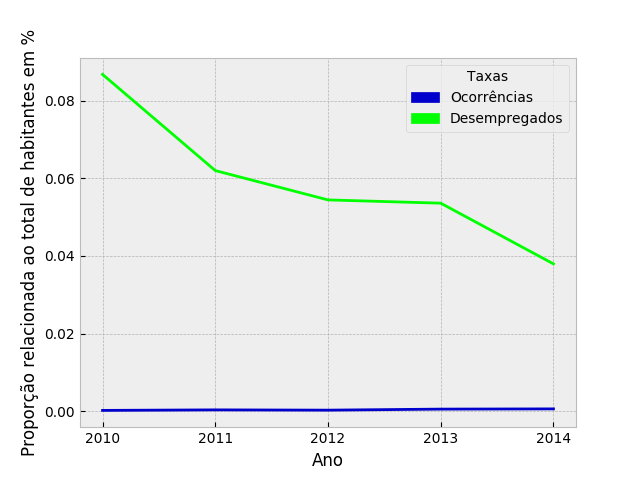 Proporção relacionada ao total de habitantes em %
0.08
0.06
0.04
0.02
0.00
Taxas
Ocorrências
Desempregados
2010 2011 2012 2013 2014
Ano